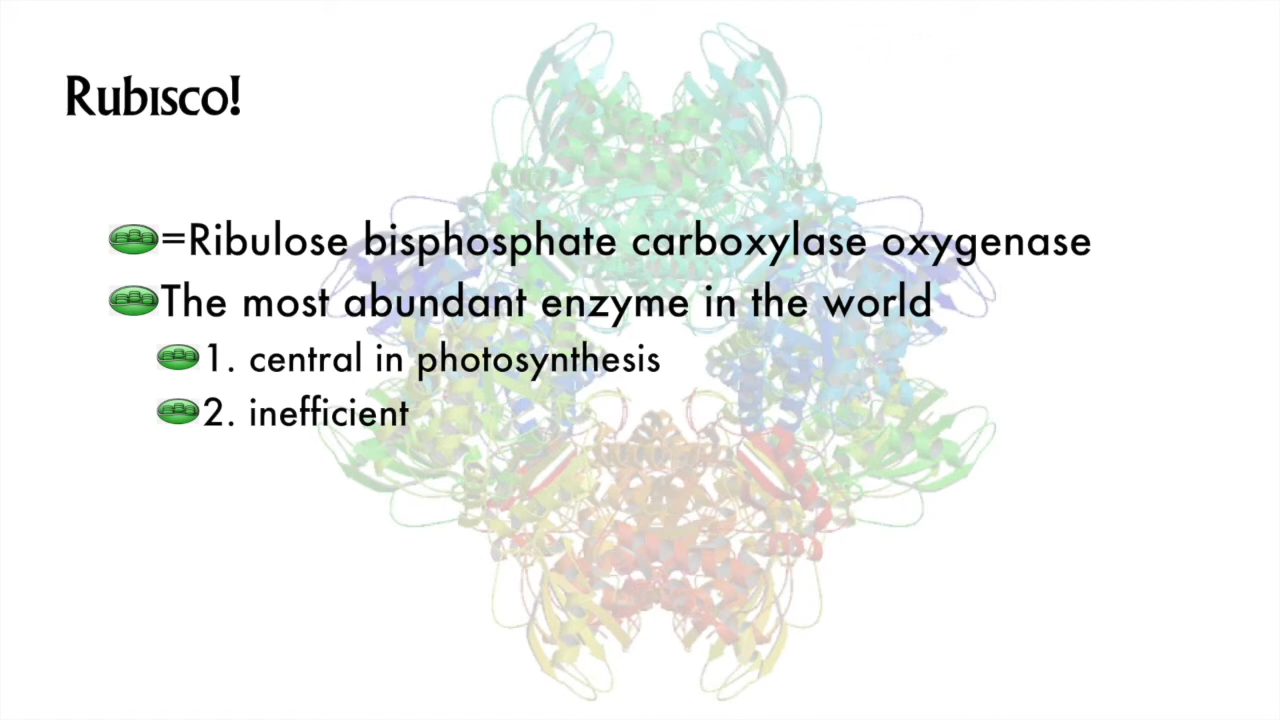 Rubisco!
=Ribulose bisphosphate carboxylase oxygenase
The most abundant enzyme in the world
1. central in photosynthesis
2. inefficient